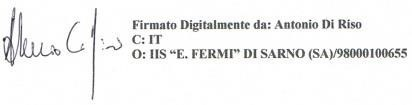 Firmato Digitalmente da: Antonio Di Riso
C: IT
O: IIS “E. FERMI” DI SARNO (SA)/98000100655